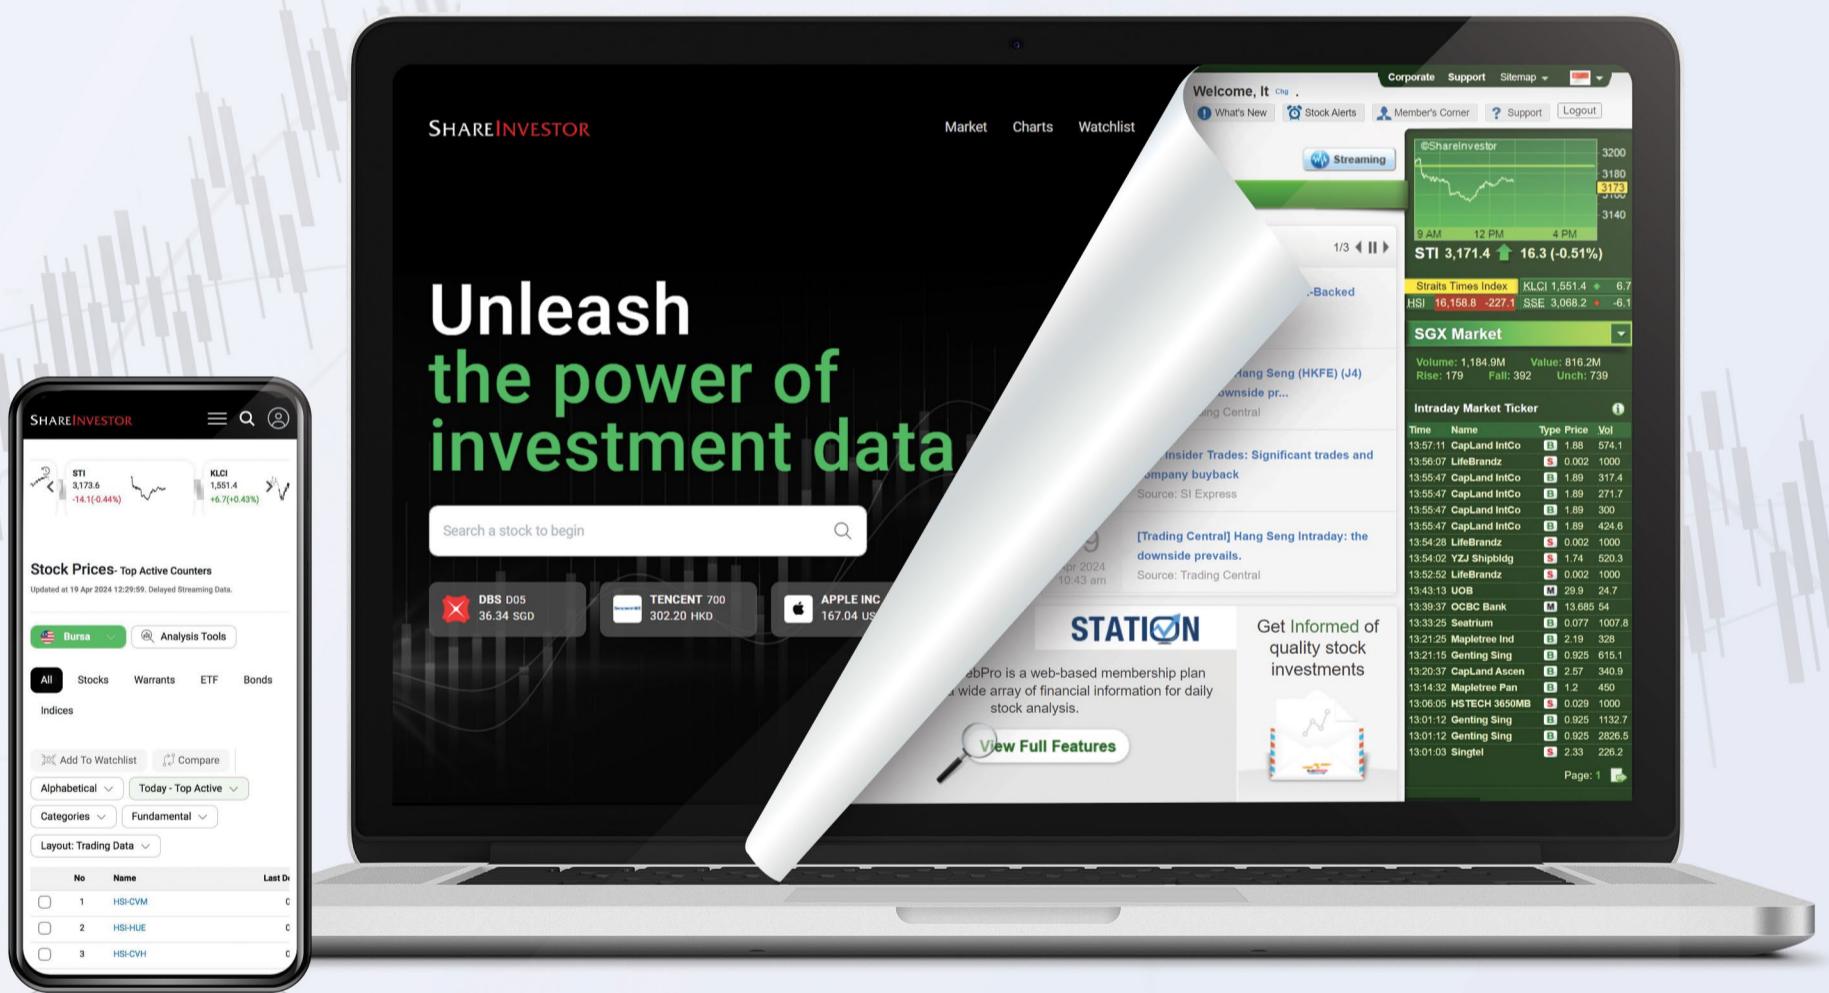 SHAREINVESTOR
STI
3,173.6
-14.1(-0.44%)
KLCI
1,551.4
+6.7(+0.43%)
Stock Prices- Top Active Counters
Updated at 19 Apr 2024 12:29:59. Delayed Streaming Data.
Bursa
Analysis Tools
All Stocks Warrants ETF Bonds
Indices
Add To Watchlist Compare
Alphabetical Today - Top Active
Categories Fundamental
Layout: Trading Data
No Name Last
1 HSI-CVM
2 HSI-HUE
3 HSI-CVH
SHAREINVESTOR
Market Charts Watchlist
Unleash
the power of
investment data
Search a stock to begin
DBS D05
36.34 SGD
TENCENT 700
302.20 HKD
APPLE INC
167.04
Corporate Support Sitemap
Welcome, It Chg .
What's New Stock Alerts Member's Corner ? Support Logout
Streaming
1/3
-Backed
Hang Seng (HKFE) (J4)
pr...
Central
Insider Trades: Significant trades and
buyback
Source: SI Express
9
2024
10:43 am
[Trading Central] Hang Seng Intraday: the
downside prevails.
Source: Trading Central
STATION
is a web-based membership plan
wide array of financial information for daily
stock analysis.
View Full Features
Get Informed of
quality stock
investments
©ShareInvestor
3200
3180
3173
3140
9 AM 12 PM 4 PM
STI 3,171.4 16.3 (-0.51%)
Straits Times Index KLCI 1,551.4 6.7
HSI 16,158.8 -227.1 SSE 3,068.2 -6.1
SGX Market
Volume: 1,184.9M Value: 816.2M
Rise: 179 Fall: 392 Unch: 739
Intraday Market Ticker
Time Name Type Price Vol
13:57:11 CapLand IntCo B 1.88 574.1
13:56:07 LifeBrandz S 0.002 1000
13:55:47 CapLand IntCo B 1.89 317.4
13:55:47 CapLand IntCo B 1.89 271.7
13:55:47 CapLand IntCo B 1.89 300
13:55:47 CapLand IntCo B 1.89 424.6
13:54:28 LifeBrandz S 0.002 1000
13:54:02 YZJ Shipbldg S 1.74 520.3
13:52:52 LifeBrandz S 0.002 1000
13:43:13 UOB M 29.9 24.7
13:39:37 OCBC Bank M 13.685 54
13:33:25 Seatrium B 0.077 1007.8
13:21:25 Mapletree Ind B 2.19 328
13:21:15 Genting Sing B 0.925 615.1
13:20:37 CapLand Ascen B 2.57 340.9
13:14:32 Mapletree Pan B 1.2 450
13:06:05 HSTECH 3650MB S 0.029 1000
13:01:12 Genting Sing B 0.925 1132.7
13:01:12 Genting Sing B 0.925 2826.5
13:01:03 Singtel S 2.33 226.2
Page: 1